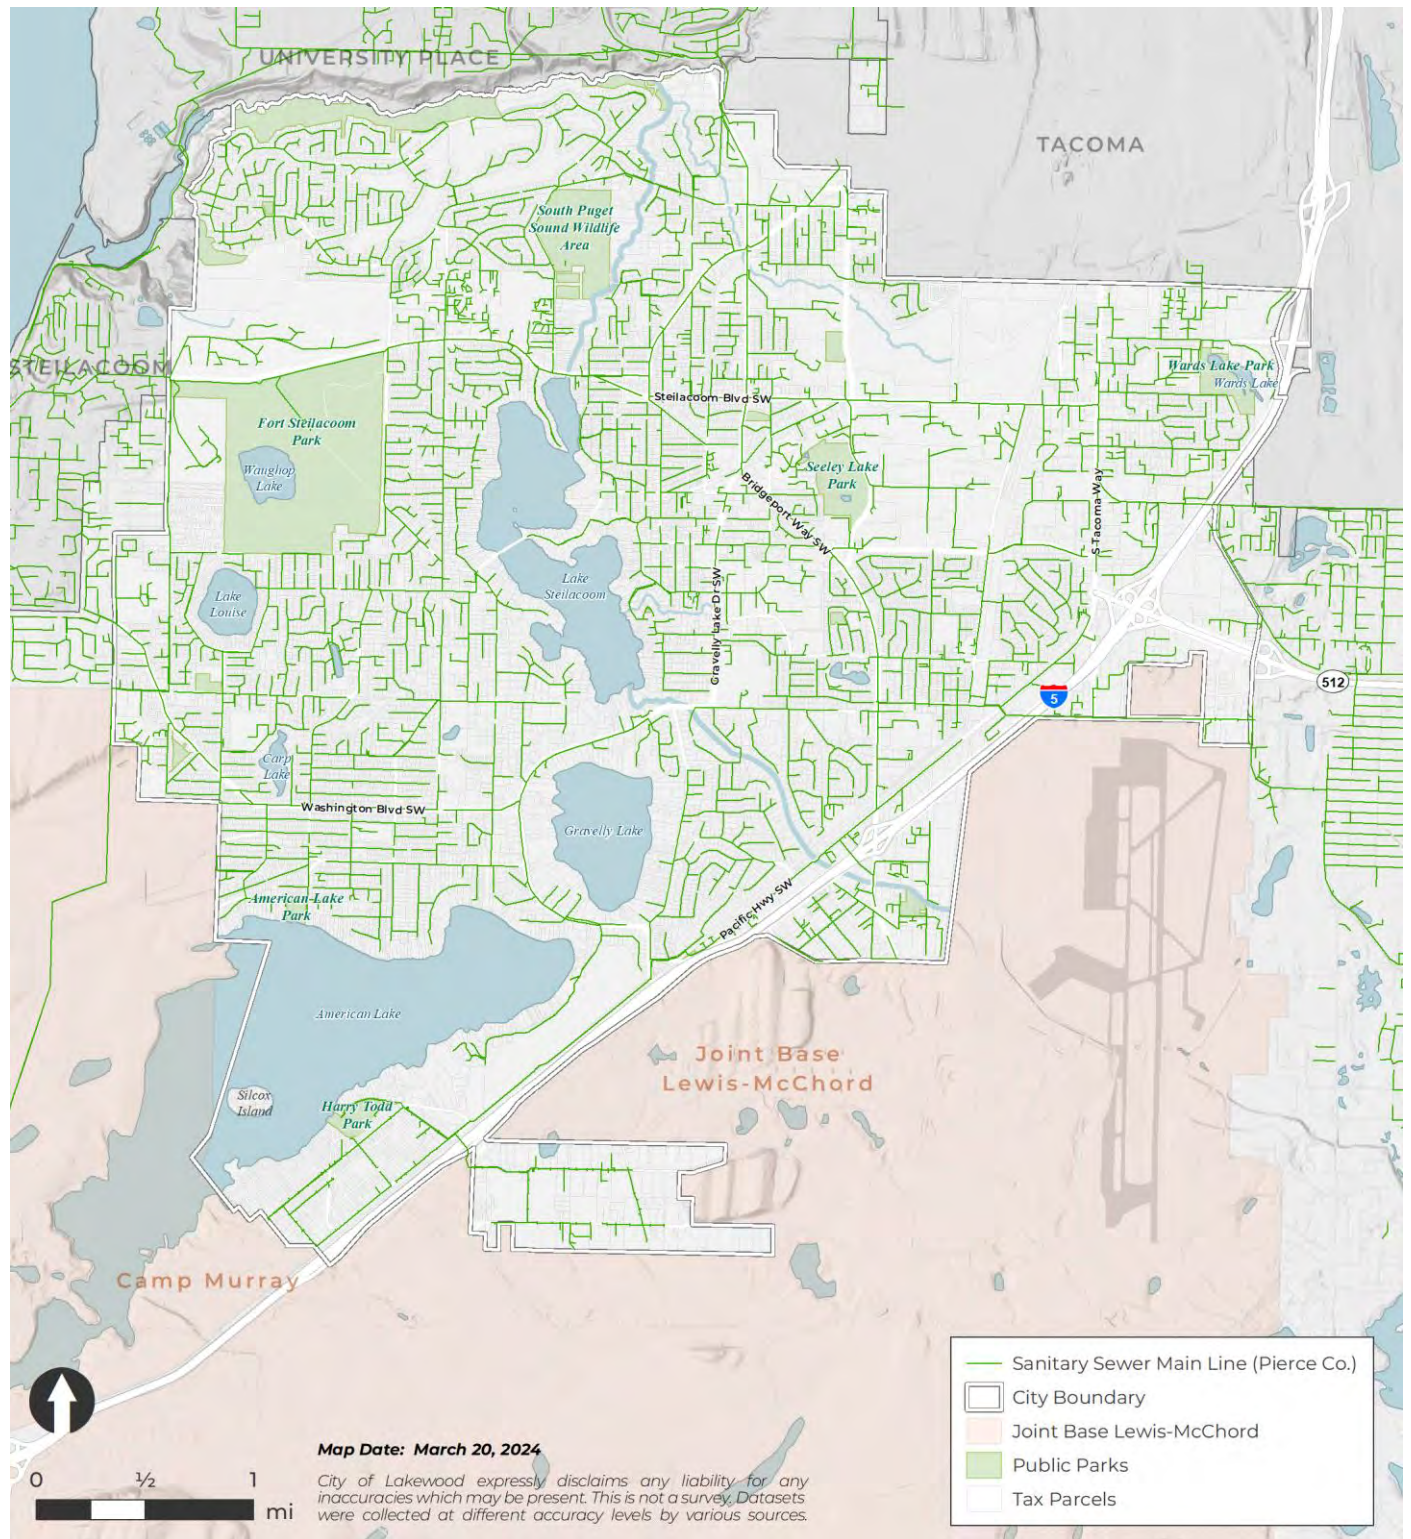 UNIVERSITY PLACE
TACOMA
South Puget
Sound Wildlife
Area
STEILACOOM
Wards Lake Park
Wards Lake
Steilacoom Blvd SW
Fort Steilacoom
Park
Waughop
Lake
Seeley Lake
Park
Bridgeport Way SW
S Tacoma Way
Lake
Louise
Lake
Steilacoom
Gravelly Lake Dr SW
512
5
Carp
Lake
Washington Blvd SW
Gravelly Lake
American Lake
Park
Pacific Hwy SW
American Lake
Joint Base
Lewis-McChord
Silcox
Island
Harry Todd
Park
Camp Murray
Sanitary Sewer Main Line (Pierce Co.)
City Boundary
Joint Base Lewis-McChord
Public Parks
Tax Parcels
Map Date: March 20, 2024
City of Lakewood expressly disclaims any liability for any
inaccuracies which may be present. This is not a survey. Datasets
were collected at different accuracy levels by various sources.
0 ½ 1
mi